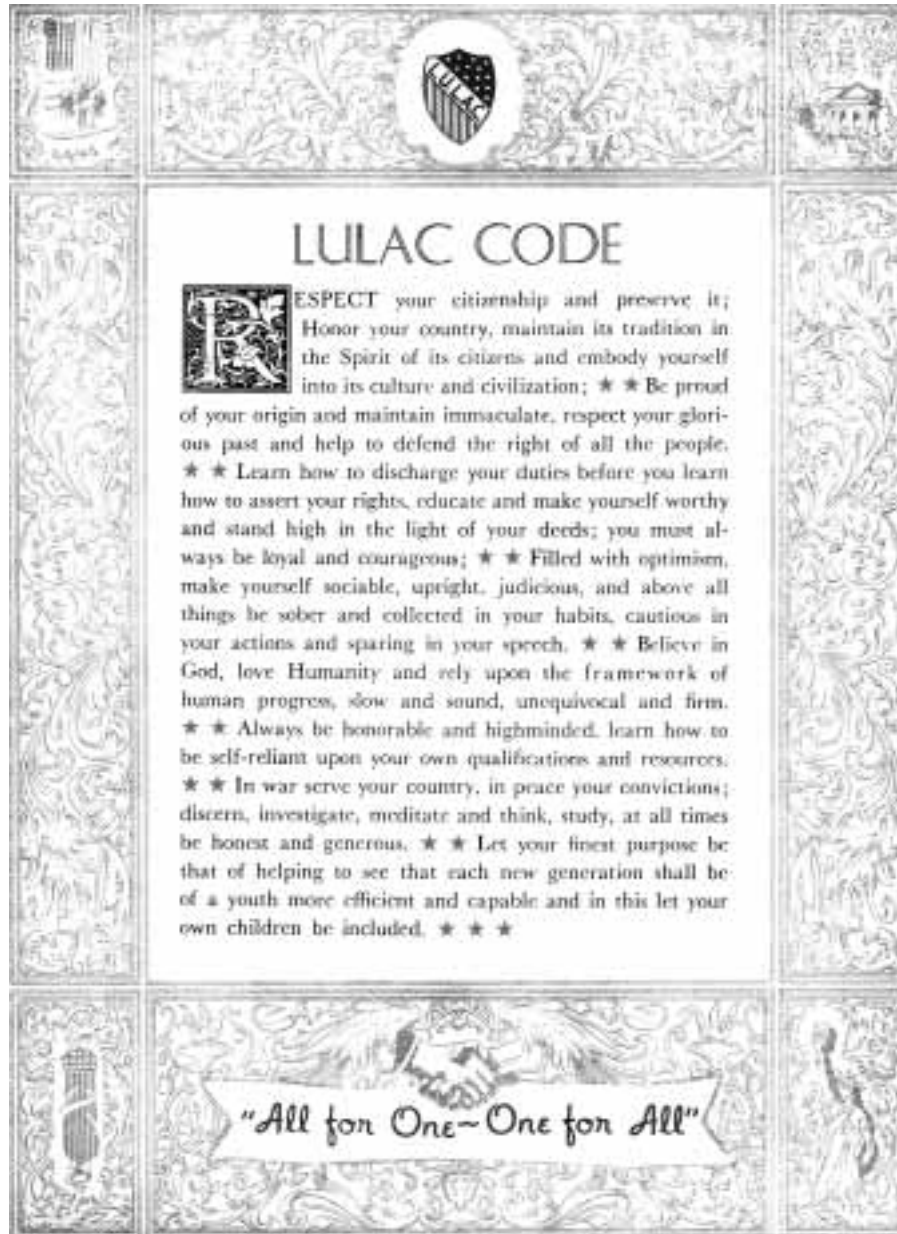 LULAC
LULAC CODE
RESPECT your citizenship and preserve it;
Honor your country, maintain its tradition in
the Spirit of its citizens and embody yourself
into its culture and civilization; ★ ★ Be proud
of your origin and maintain immaculate, respect your glori-
ous past and help to defend the right of all the people.
★ ★ Learn how to discharge your duties before you learn
how to assert your rights, educate and make yourself worthy
and stand high in the light of your deeds; you must al-
ways be loyal and courageous; ★ ★ Filled with optimism,
make yourself sociable, upright, judicious, and above all
things be sober and collected in your habits, cautious in
your actions and sparing in your speech. ★ ★ Believe in
God, love Humanity and rely upon the framework of
human progress, slow and sound, unequivocal and firm.
★ ★ Always be honorable and highminded, learn how to
be self-reliant upon your own qualifications and resources.
★ ★ In war serve your country, in peace your convictions;
discern, investigate, meditate and think, study, at all times
be honest and generous. ★ ★ Let your finest purpose be
that of helping to see that each new generation shall be
of a youth more efficient and capable and in this let your
own children be included. ★ ★ ★
"All for One~One for All"